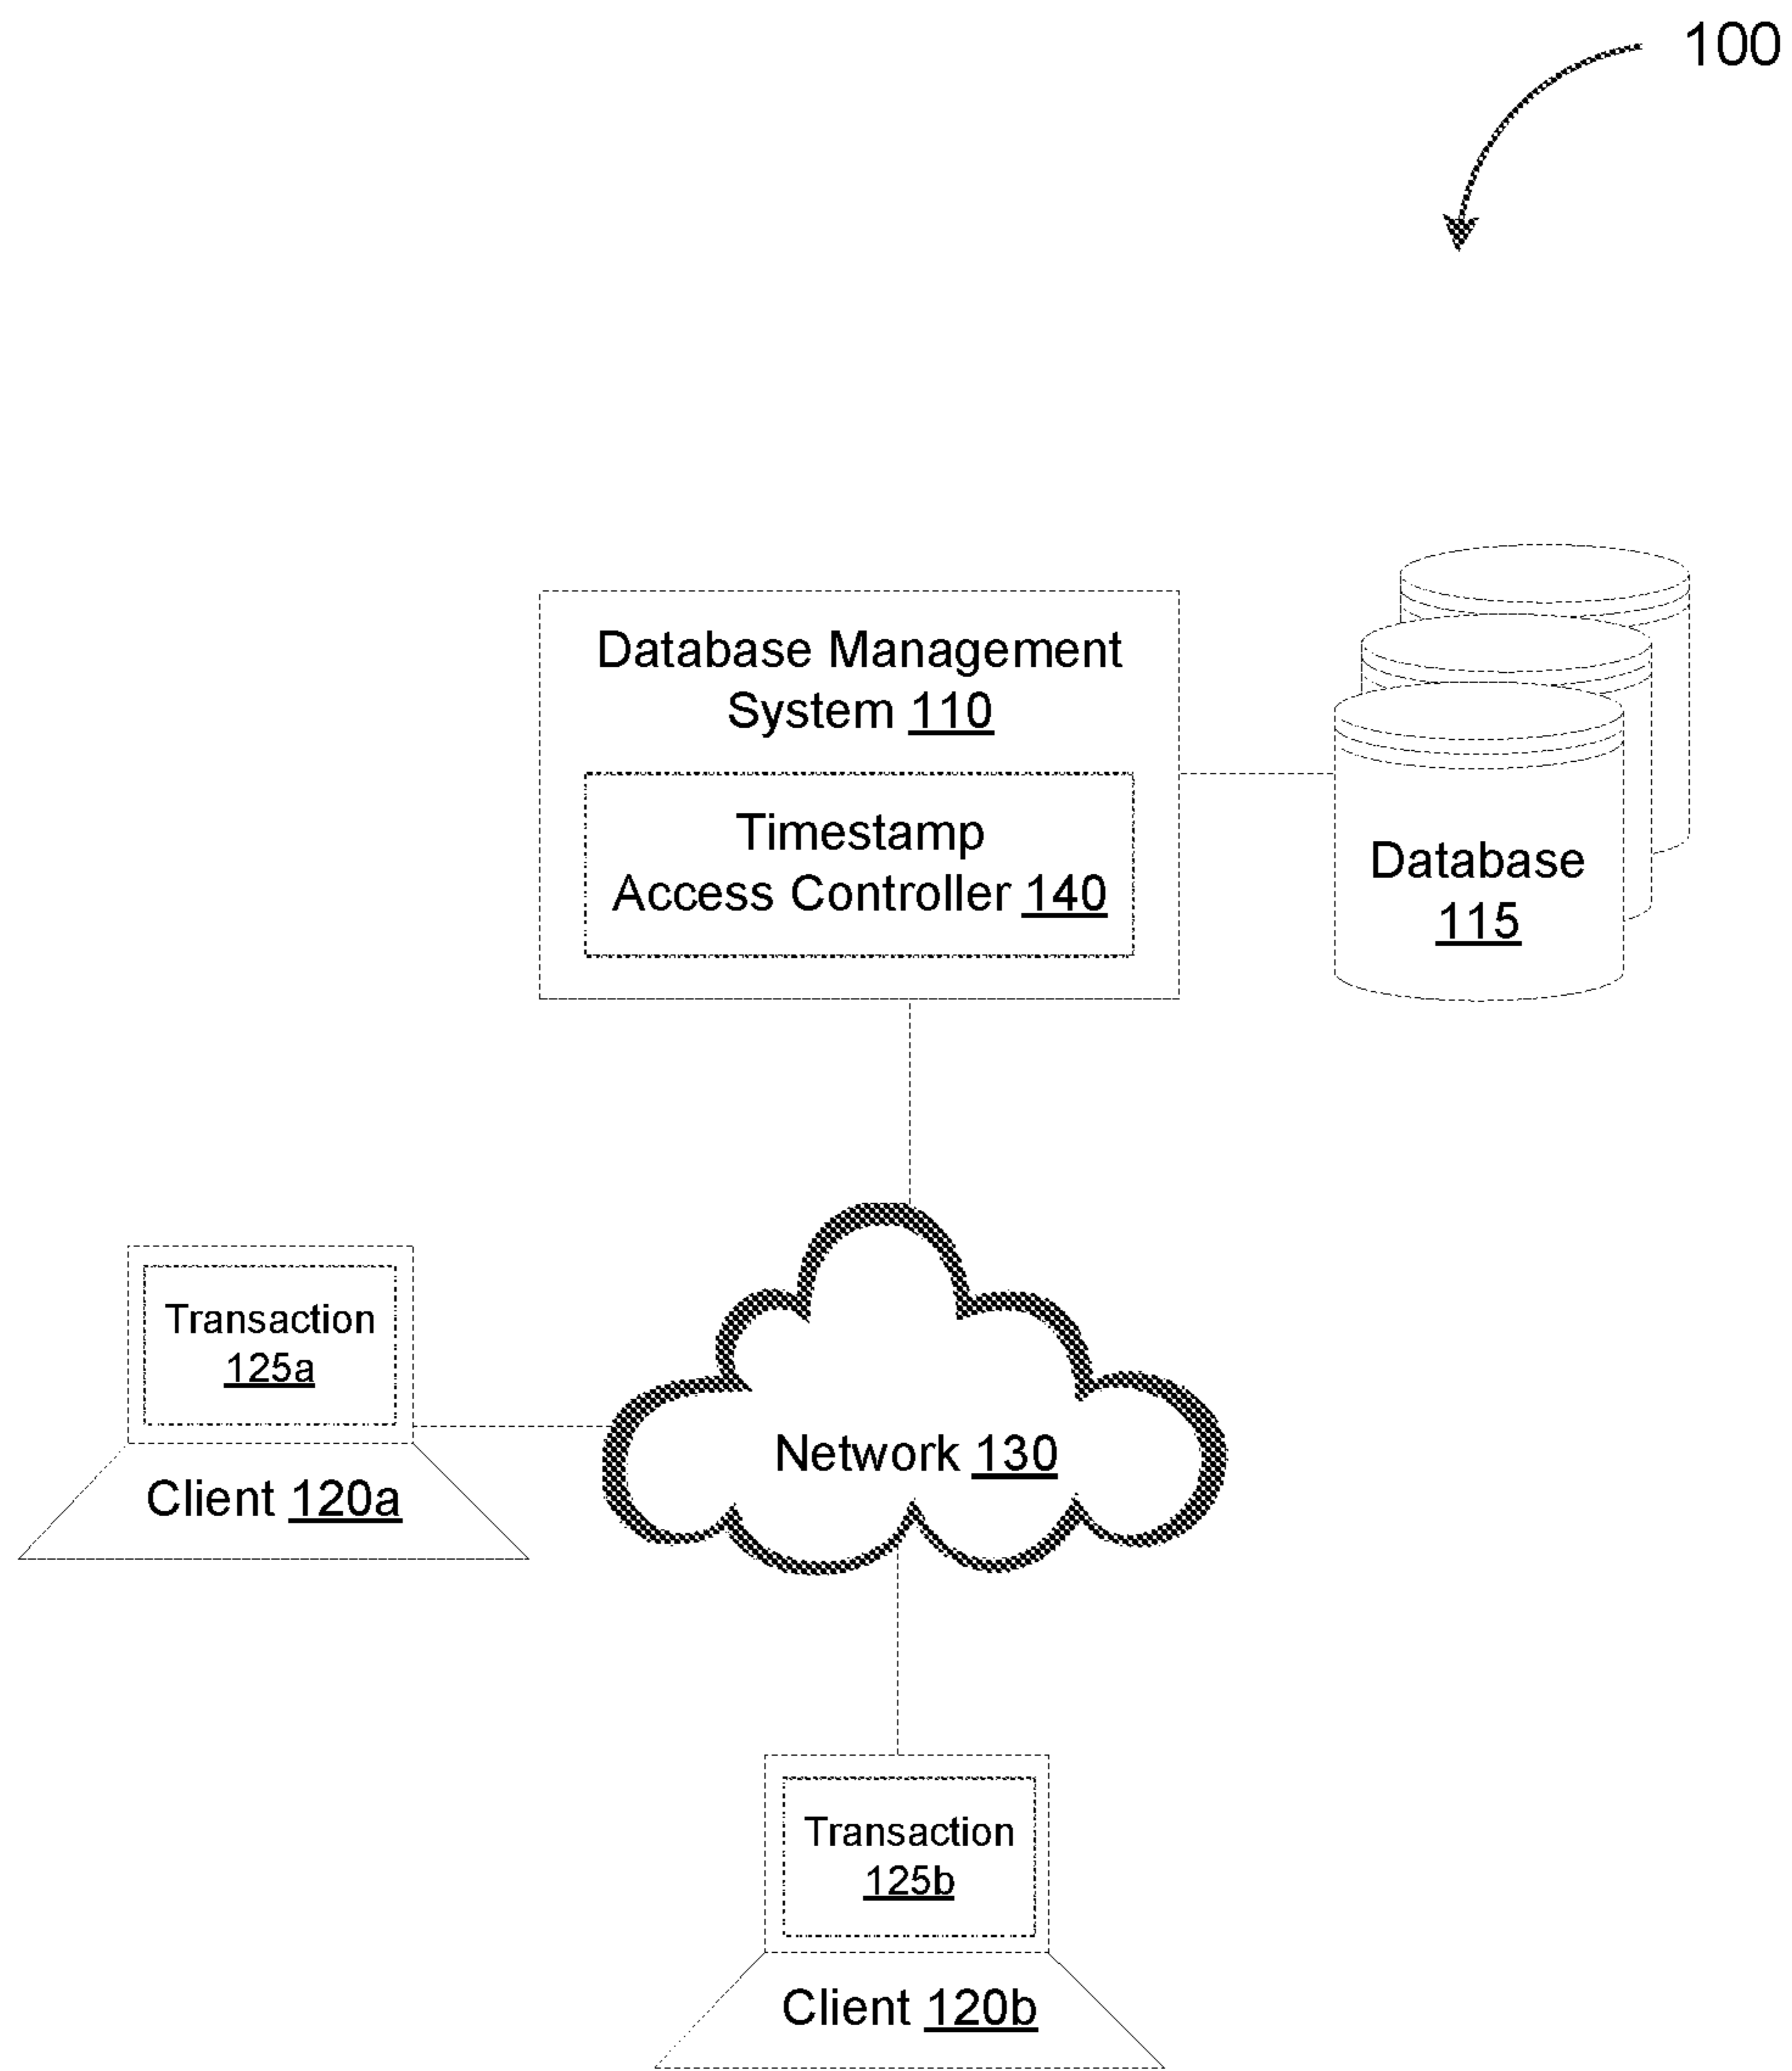 100
Database Management
System 110
Timestamp
Access Controller 140
Database
115
Transaction
125a
Client 120a
Network 130
Transaction
125b
Client 120b